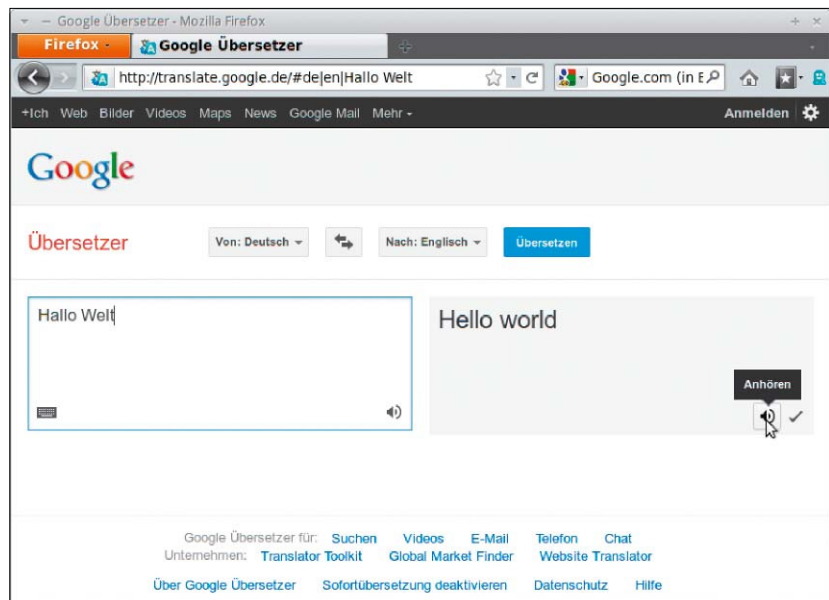 Google Übersetzer - Mozilla Firefox
Firefox
Google Übersetzer
http://translate.google.de/#de|en|Hallo Welt
Google.com (in E
+Ich Web Bilder Videos Maps News Google Mail Mehr
Anmelden
Google
Übersetzer
Von: Deutsch
Nach: Englisch
Übersetzen
Hallo Welt
Hello world
Anhören
Google Übersetzer für: Suchen Videos E-Mail Telefon Chat
Unternehmen: Translator Toolkit Global Market Finder Website Translator
Über Google Übersetzer Sofortübersetzung deaktivieren Datenschutz Hilfe